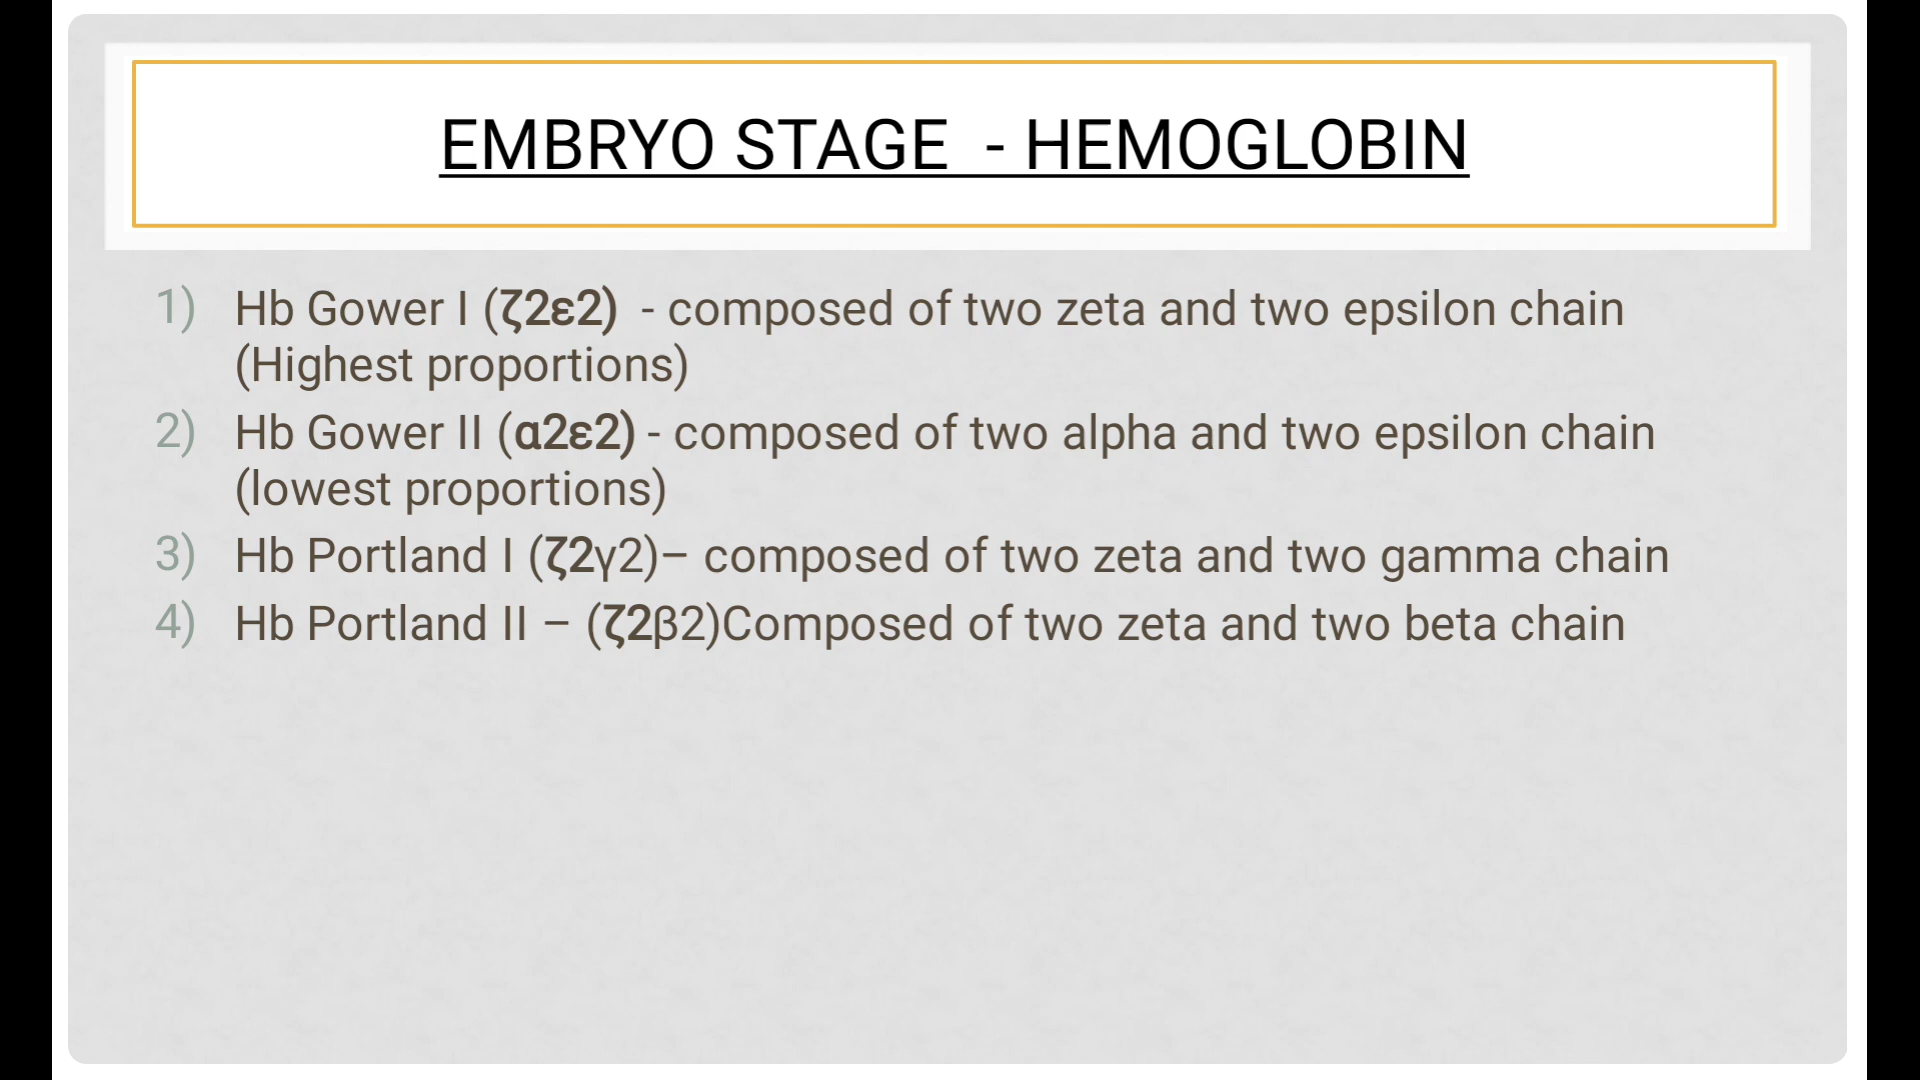 EMBRYO STAGE  - HEMOGLOBIN
1) Hb Gower I (ζ2ε2)  - composed of two zeta and two epsilon chain
(Highest proportions)
2) Hb Gower II (α2ε2) - composed of two alpha and two epsilon chain
(lowest proportions)
3) Hb Portland I (ζ2γ2)– composed of two zeta and two gamma chain
4) Hb Portland II – (ζ2β2)Composed of two zeta and two beta chain